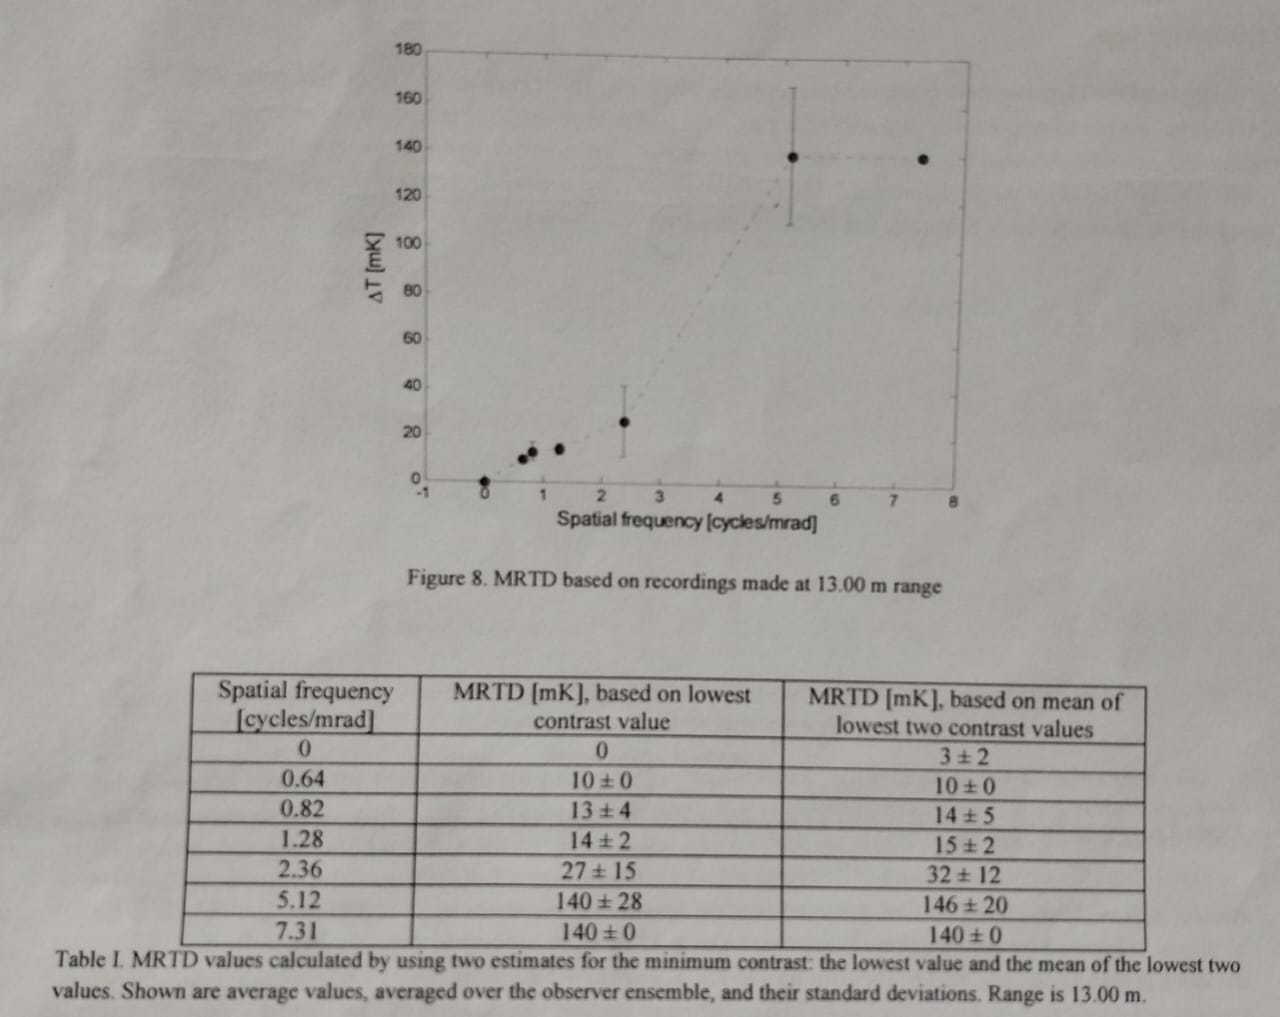 180
160
140
120
100
80
60
40
20
0
ΔT [mK]
-1 0 1 2 3 4 5 6 7 8
Spatial frequency [cycles/mrad]
Figure 8. MRTD based on recordings made at 13.00 m range
Spatial frequency [cycles/mrad] MRTD [mK], based on lowest contrast value MRTD [mK], based on mean of lowest two contrast values
0 0 3 ± 2
0.64 10 ± 0 10 ± 0
0.82 13 ± 4 14 ± 5
1.28 14 ± 2 15 ± 2
2.36 27 ± 15 32 ± 12
5.12 140 ± 28 146 ± 20
7.31 140 ± 0 140 ± 0
Table I. MRTD values calculated by using two estimates for the minimum contrast: the lowest value and the mean of the lowest two
values. Shown are average values, averaged over the observer ensemble, and their standard deviations. Range is 13.00 m.